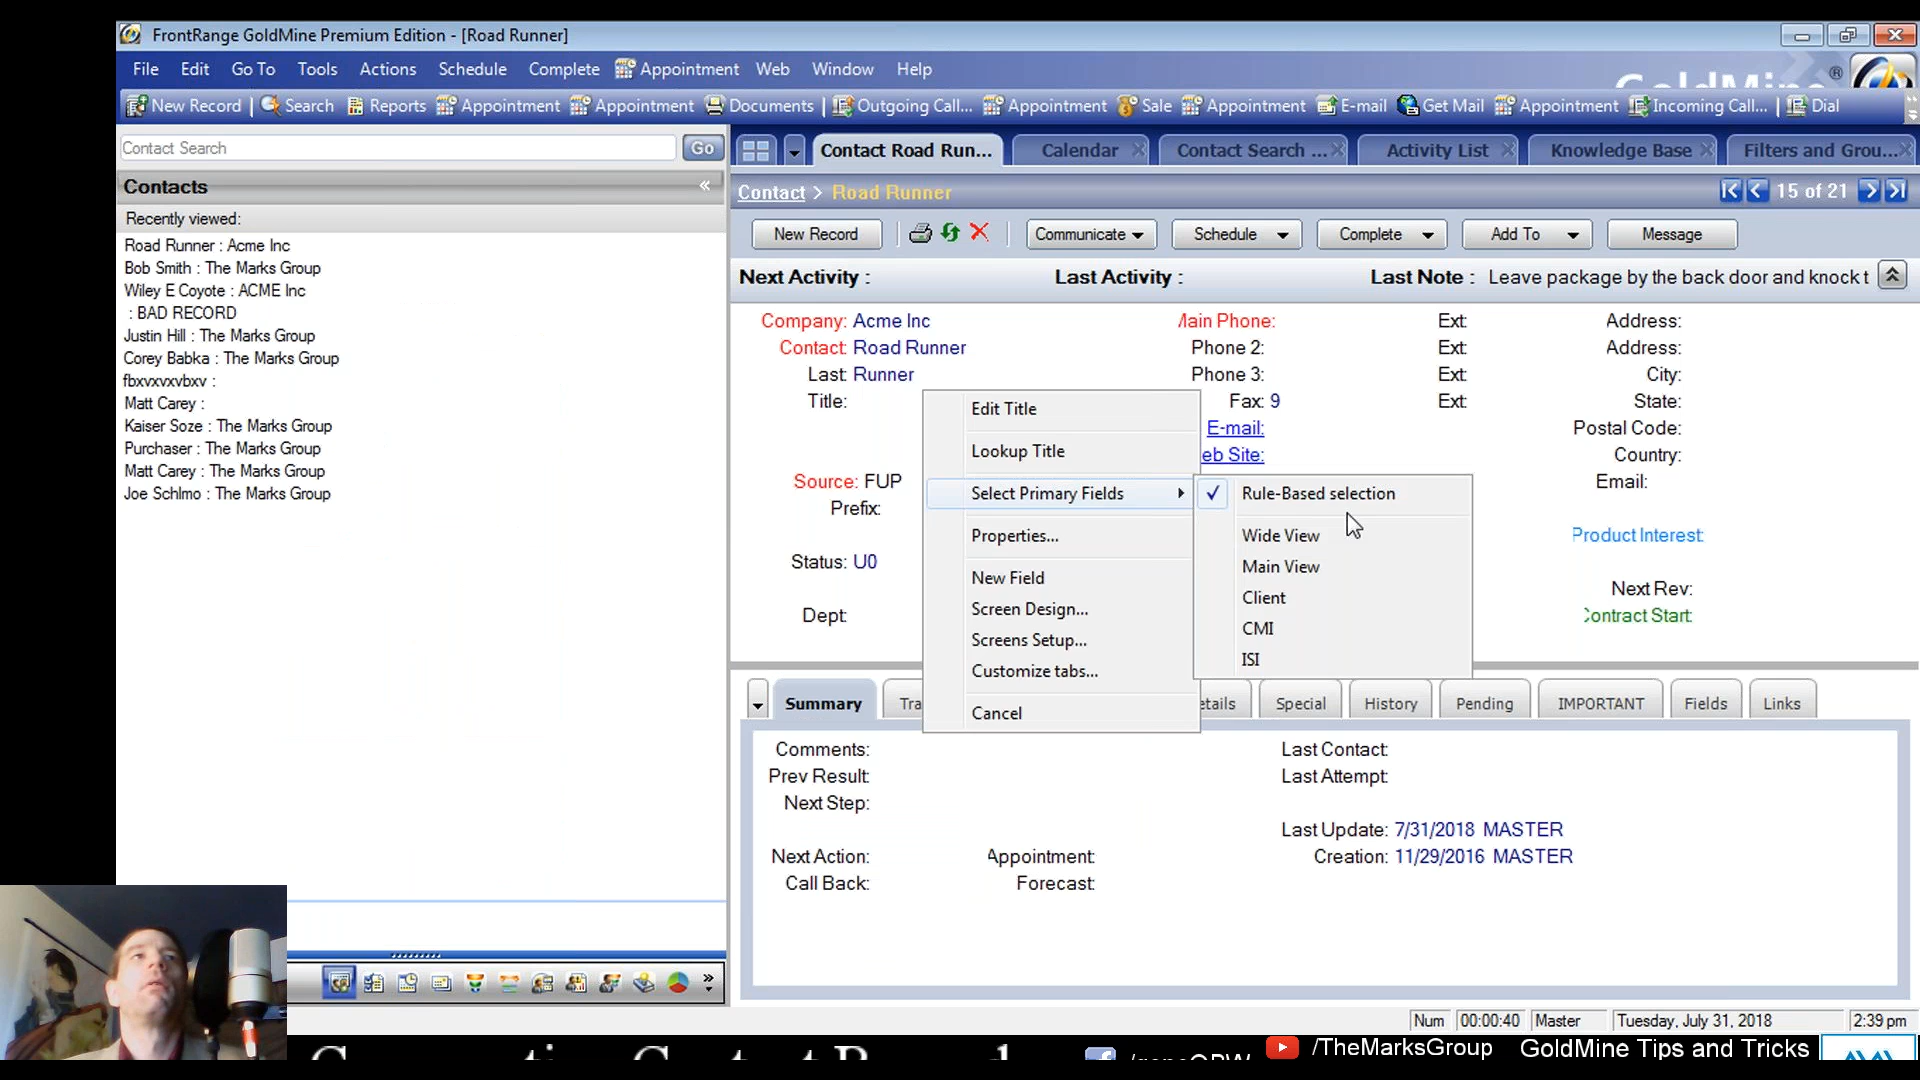 FrontRange GoldMine Premium Edition - [Road Runner]
File Edit Go To Tools Actions Schedule Complete Appointment Web Window Help
GoldMine ®
New Record Search Reports Appointment Appointment Documents Outgoing Call... Appointment Sale Appointment E-mail Get Mail Appointment Incoming Call... Dial
Contact Search Go
Contacts «
Recently viewed:
Road Runner : Acme Inc
Bob Smith : The Marks Group
Wiley E Coyote : ACME Inc
: BAD RECORD
Justin Hill : The Marks Group
Corey Babka : The Marks Group
fbxvxvxvbxv :
Matt Carey :
Kaiser Soze : The Marks Group
Purchaser : The Marks Group
Matt Carey : The Marks Group
Joe Schlmo : The Marks Group
Contact Road Run... Calendar Contact Search ... Activity List Knowledge Base Filters and Grou...
Contact > Road Runner 15 of 21
New Record Communicate Schedule Complete Add To Message
Next Activity : Last Activity : Last Note : Leave package by the back door and knock t
Company: Acme Inc
Contact: Road Runner
Last: Runner
Title:
Source: FUP
Prefix:
Status: U0
Dept:
Main Phone: Ext:
Phone 2: Ext:
Phone 3: Ext:
Fax: 9 Ext:
E-mail:
eb Site:
Address:
Address:
City:
State:
Postal Code:
Country:
Email:
Product Interest:
Next Rev:
Contract Start:
Edit Title
Lookup Title
Select Primary Fields
Properties...
New Field
Screen Design...
Screens Setup...
Customize tabs...
Cancel
Rule-Based selection
Wide View
Main View
Client
CMI
ISI
Summary Tra etails Special History Pending IMPORTANT Fields Links
Comments:
Prev Result:
Next Step:
Next Action: Appointment:
Call Back: Forecast:
Last Contact:
Last Attempt:
Last Update: 7/31/2018 MASTER
Creation: 11/29/2016 MASTER
Num 00:00:40 Master Tuesday, July 31, 2018 2:39 pm
/TheMarksGroup GoldMine Tips and Tricks